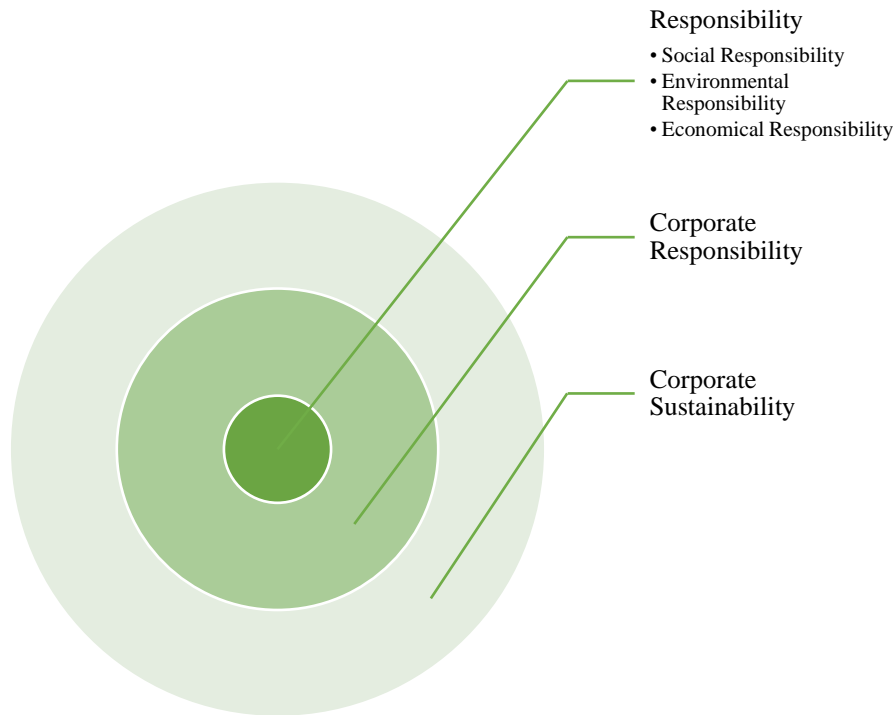 Responsibility
• Social Responsibility
• Environmental
Responsibility
• Economical Responsibility
Corporate
Responsibility
Corporate
Sustainability